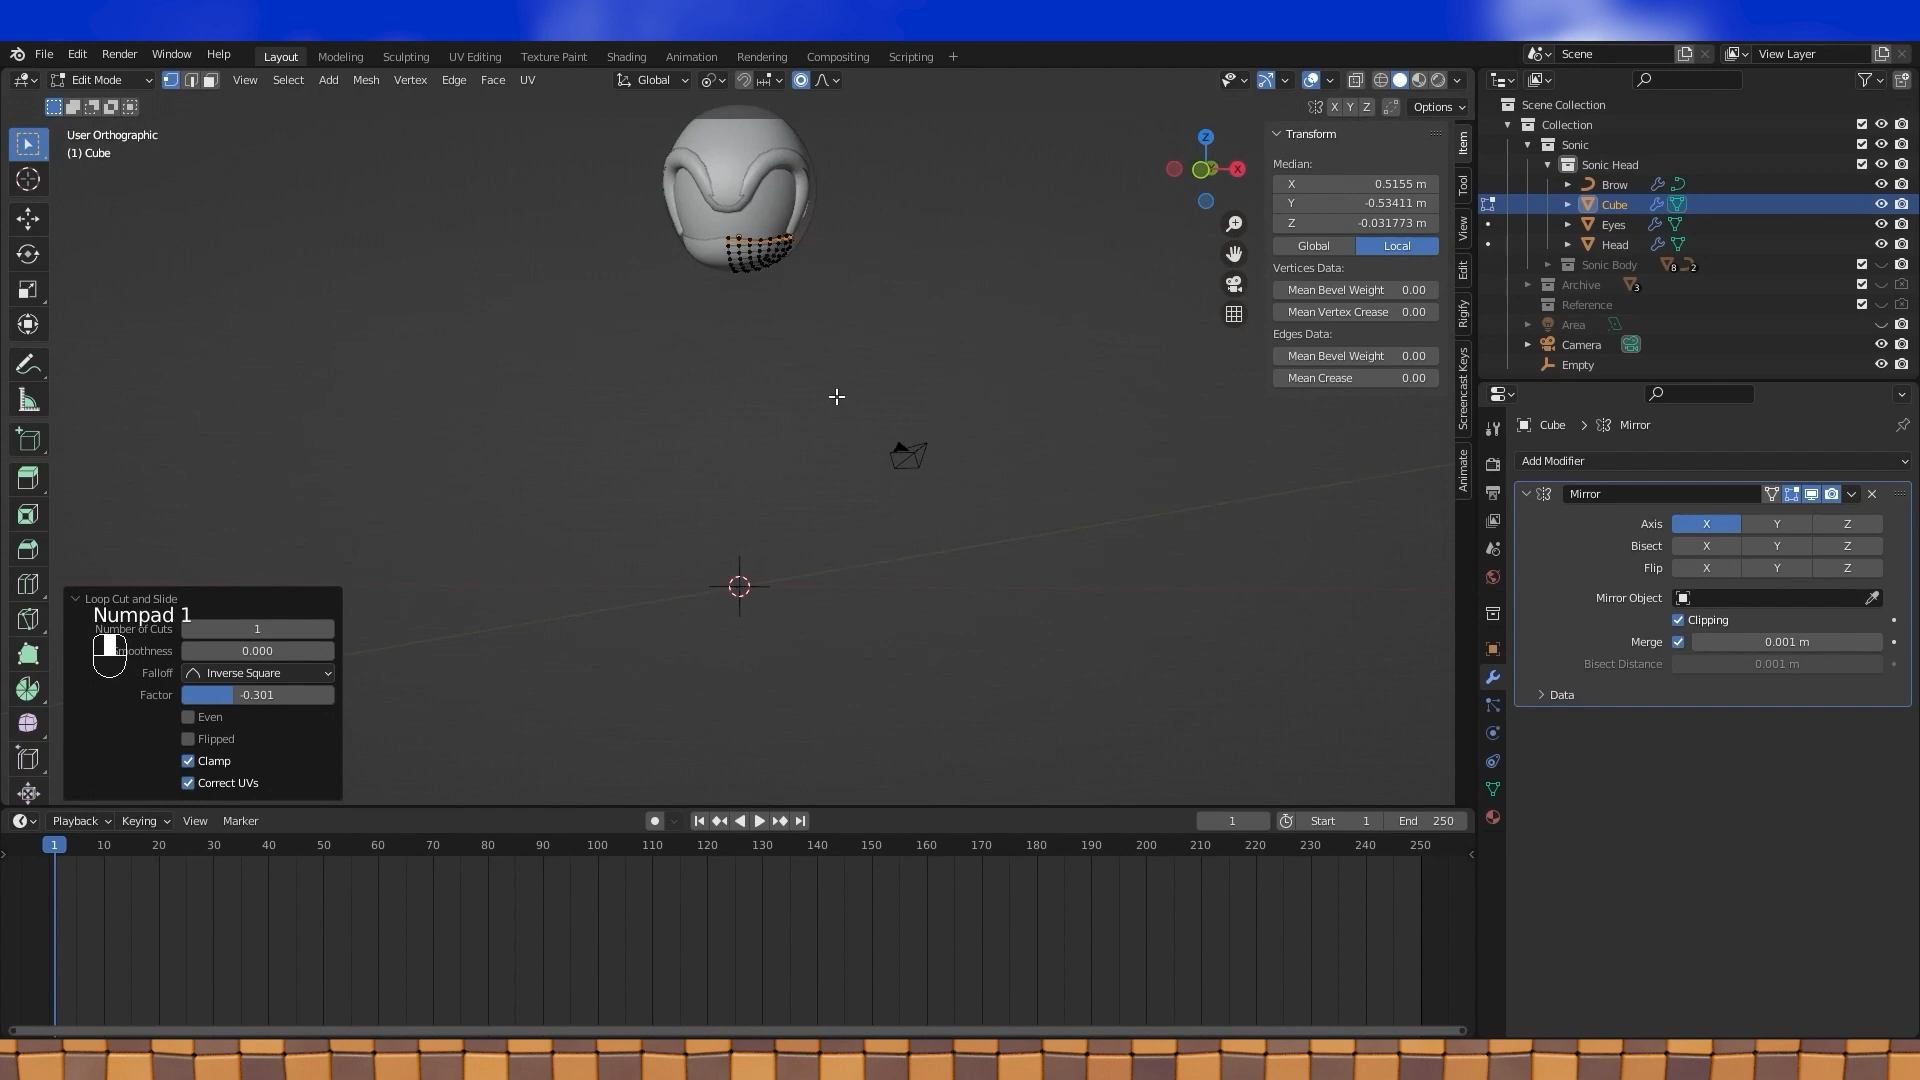 File Edit Render Window Help Layout Modeling Sculpting UV Editing Texture Paint Shading Animation Rendering Compositing Scripting + Scene View Layer
Edit Mode View Select Add Mesh Vertex Edge Face UV Global
X Y Z Options
User Orthographic
(1) Cube
Z
X
Transform
Median:
X 0.5155 m
Y -0.53411 m
Z -0.031773 m
Global Local
Vertices Data:
Mean Bevel Weight 0.00
Mean Vertex Crease 0.00
Edges Data:
Mean Bevel Weight 0.00
Mean Crease 0.00
Item
Tool
View
Edit
Rigify
Screencast Keys
Animate
Scene Collection
Collection
Sonic
Sonic Head
Brow
Cube
Eyes
Head
Sonic Body 8 2
Archive 3
Reference
Area
Camera
Empty
Cube > Mirror
Add Modifier
Mirror
Axis X Y Z
Bisect X Y Z
Flip X Y Z
Mirror Object
Clipping
Merge 0.001 m
Bisect Distance 0.001 m
Data
Loop Cut and Slide
Numpad 1
Number of Cuts 1
Smoothness 0.000
Falloff Inverse Square
Factor -0.301
Even
Flipped
Clamp
Correct UVs
Playback Keying View Marker 1 Start 1 End 250
1 10 20 30 40 50 60 70 80 90 100 110 120 130 140 150 160 170 180 190 200 210 220 230 240 250